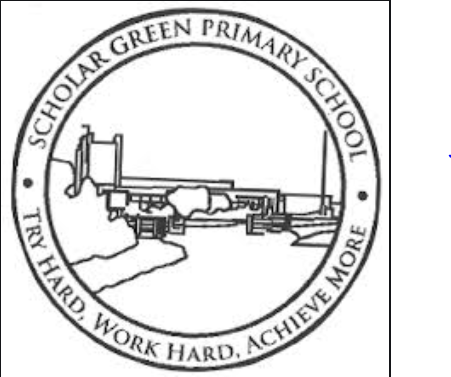 SCHOLAR GREEN PRIMARY SCHOOL
TRY HARD, WORK HARD, ACHIEVE MORE